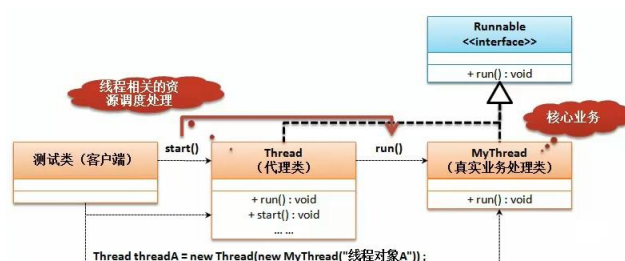 Runnable
<<interface>>
+ run() : void
线程相关的资
源调度处理
核心业务
测试类（客户端）
start()
Thread
（代理类）
run()
MyThread
（真实业务处理类）
+ run() : void
+ start() : void
... ...
+ run() : void
Thread threadA = new Thread(new MyThread("线程对象A")) ;